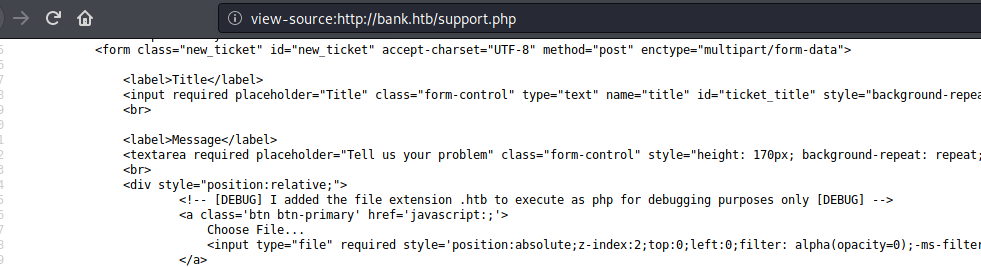 view-source:http://bank.htb/support.php
<form class="new_ticket" id="new_ticket" accept-charset="UTF-8" method="post" enctype="multipart/form-data">
<label>Title</label>
<input required placeholder="Title" class="form-control" type="text" name="title" id="ticket_title" style="background-repea
<br>
<label>Message</label>
<textarea required placeholder="Tell us your problem" class="form-control" style="height: 170px; background-repeat: repeat;
<br>
<div style="position:relative;">
<!-- [DEBUG] I added the file extension .htb to execute as php for debugging purposes only [DEBUG] -->
<a class='btn btn-primary' href='javascript:;'>
Choose File...
<input type="file" required style='position:absolute;z-index:2;top:0;left:0;filter: alpha(opacity=0);-ms-filter
</a>